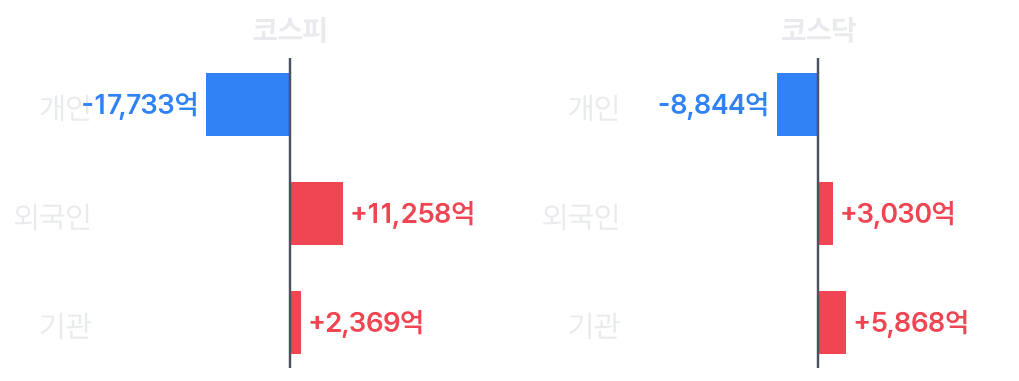 코스피
개인 -17,733억
외국인 +11,258억
기관 +2,369억
코스닥
개인 -8,844억
외국인 +3,030억
기관 +5,868억